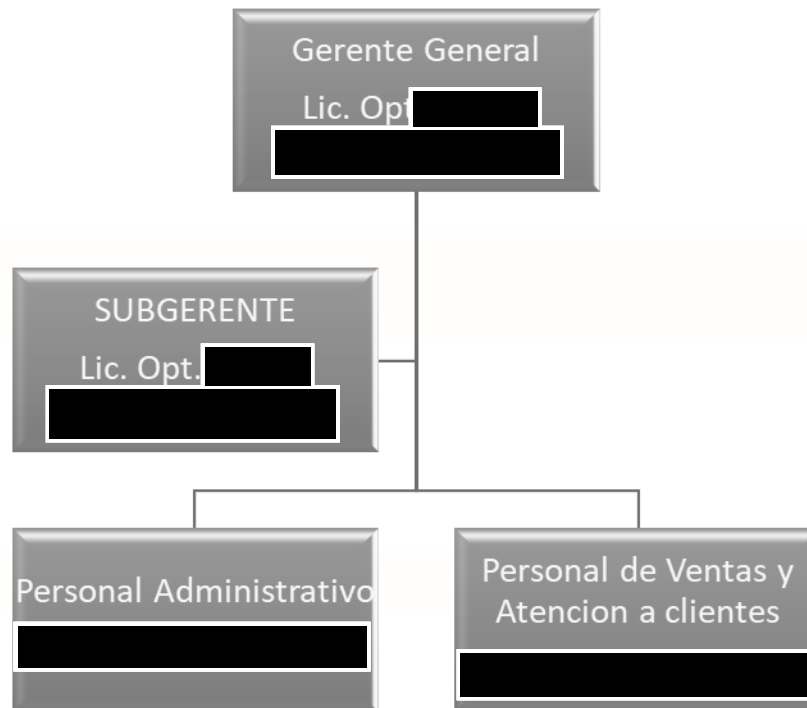 Gerente General
Lic. Opt
SUBGERENTE
Lic. Opt.
Personal Administrativo
Personal de Ventas y
Atencion a clientes